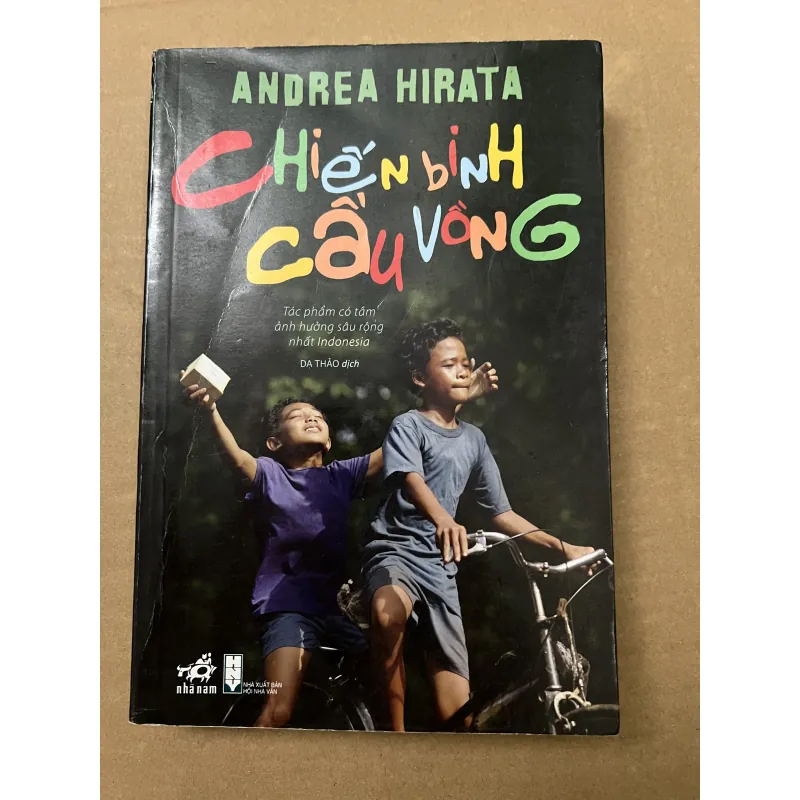 ANDREA HIRATA
CHIẾN bINH
CẦU VỒNG
Tác phẩm có tầm
ảnh hưởng sâu rộng
nhất Indonesia
DẠ THẢO dịch
nhã nam
HNV
NHÀ XUẤT BẢN
HỘI NHÀ VĂN